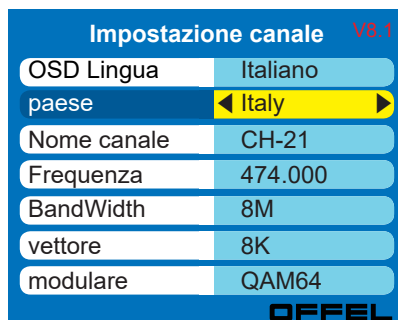 Impostazione canale V8.1
OSD Lingua Italiano
paese Italy
Nome canale CH-21
Frequenza 474.000
BandWidth 8M
vettore 8K
modulare QAM64
OFFEL